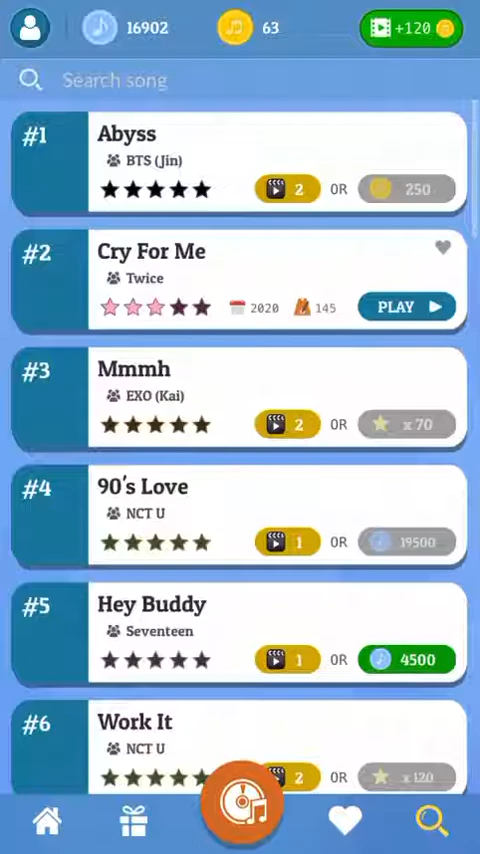 16902 63 +120
Search song
#1 Abyss
BTS (Jin)
2 OR 250
#2 Cry For Me
Twice
2020 145 PLAY
#3 Mmmh
EXO (Kai)
2 OR x 70
#4 90's Love
NCT U
1 OR 19500
#5 Hey Buddy
Seventeen
1 OR 4500
#6 Work It
NCT U
2 OR x 120